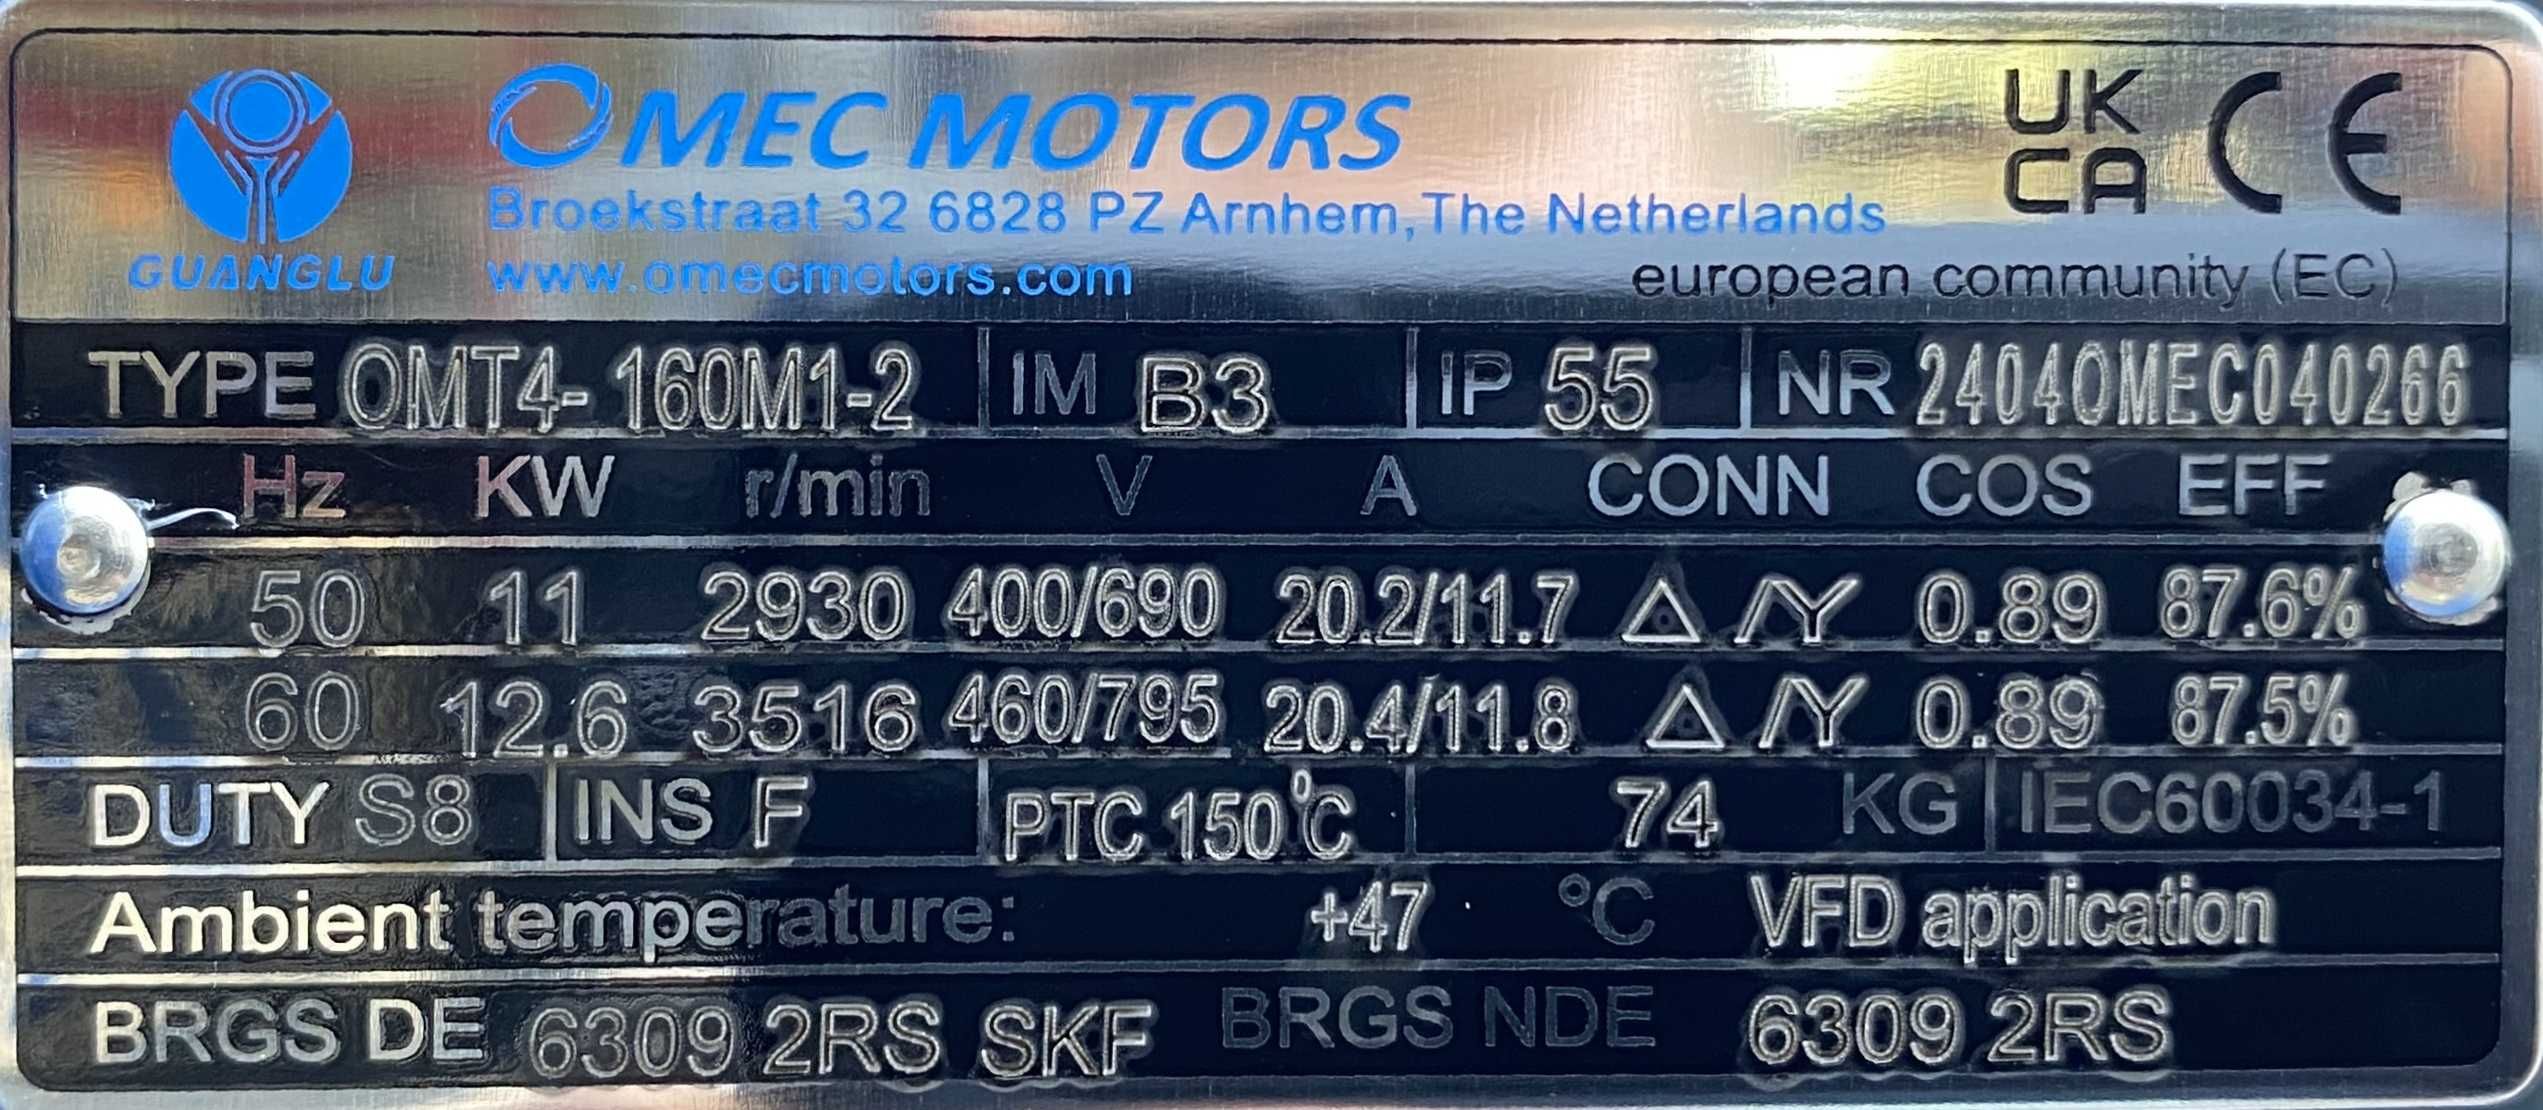 OMEC MOTORS
Broekstraat 32 6828 PZ Arnhem,The Netherlands
GUANGLU
www.omecmotors.com
UK
CA
CE
european community (EC)
TYPE OMT4-160M1-2 IM B3 IP 55 NR 2404OMEC040266
Hz KW r/min V A CONN COS EFF
50 11 2930 400/690 20.2/11.7 △/Y 0.89 87.6%
60 12.6 3516 460/795 20.4/11.8 △/Y 0.89 87.5%
DUTY S8 INS F PTC 150℃ 74 KG IEC60034-1
Ambient temperature: +47 °C VFD application
BRGS DE 6309 2RS SKF BRGS NDE 6309 2RS